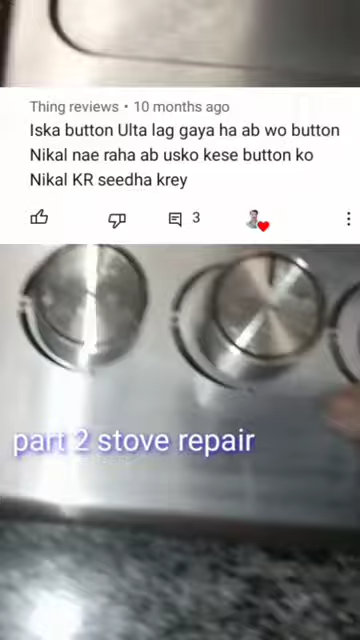 Thing reviews • 10 months ago
Iska button Ulta lag gaya ha ab wo button
Nikal nae raha ab usko kese button ko
Nikal KR seedha krey
3
part 2 stove repair